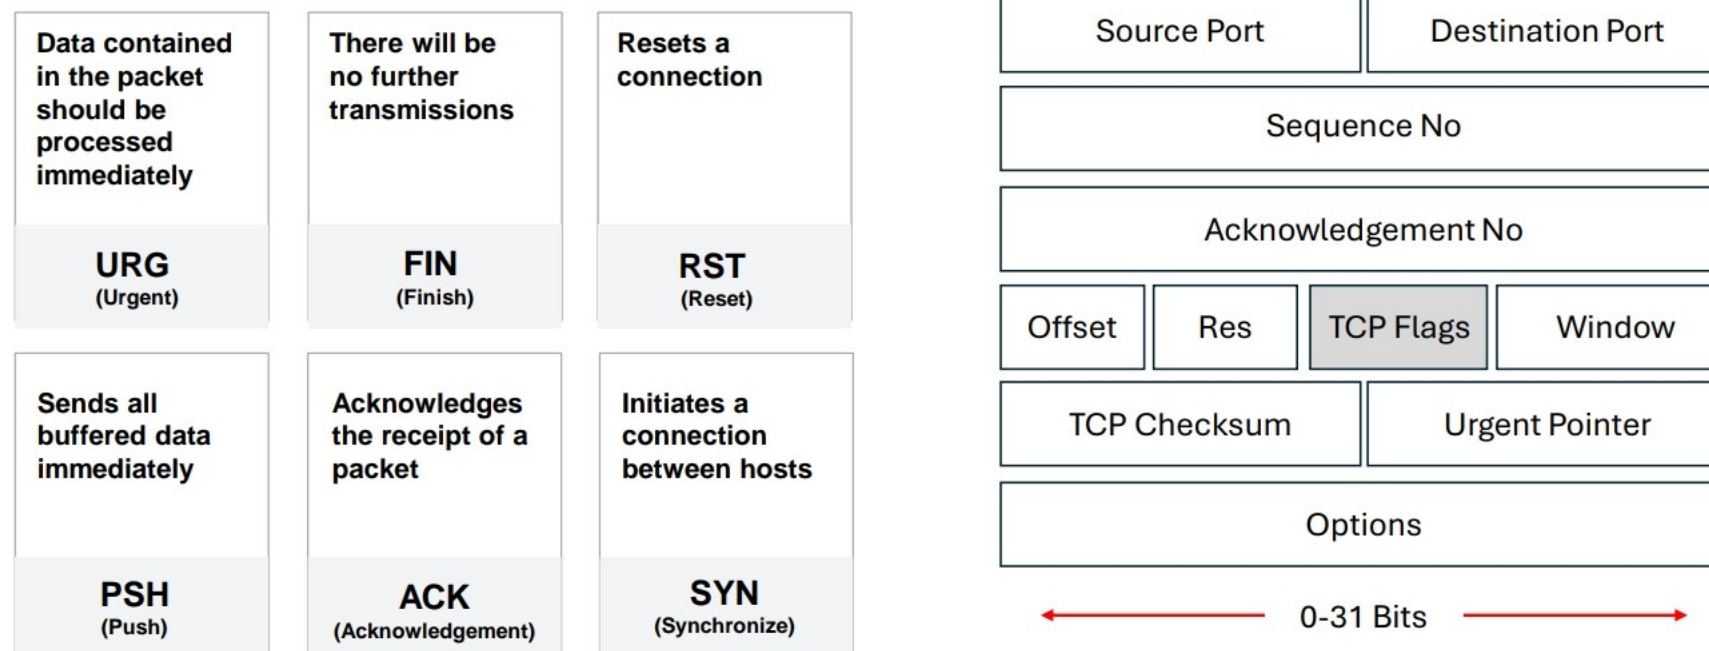 Data contained
in the packet
should be
processed
immediately
URG
(Urgent)
There will be
no further
transmissions
FIN
(Finish)
Resets a
connection
RST
(Reset)
Sends all
buffered data
immediately
PSH
(Push)
Acknowledges
the receipt of a
packet
ACK
(Acknowledgement)
Initiates a
connection
between hosts
SYN
(Synchronize)
Source Port
Destination Port
Sequence No
Acknowledgement No
Offset
Res
TCP Flags
Window
TCP Checksum
Urgent Pointer
Options
0-31 Bits